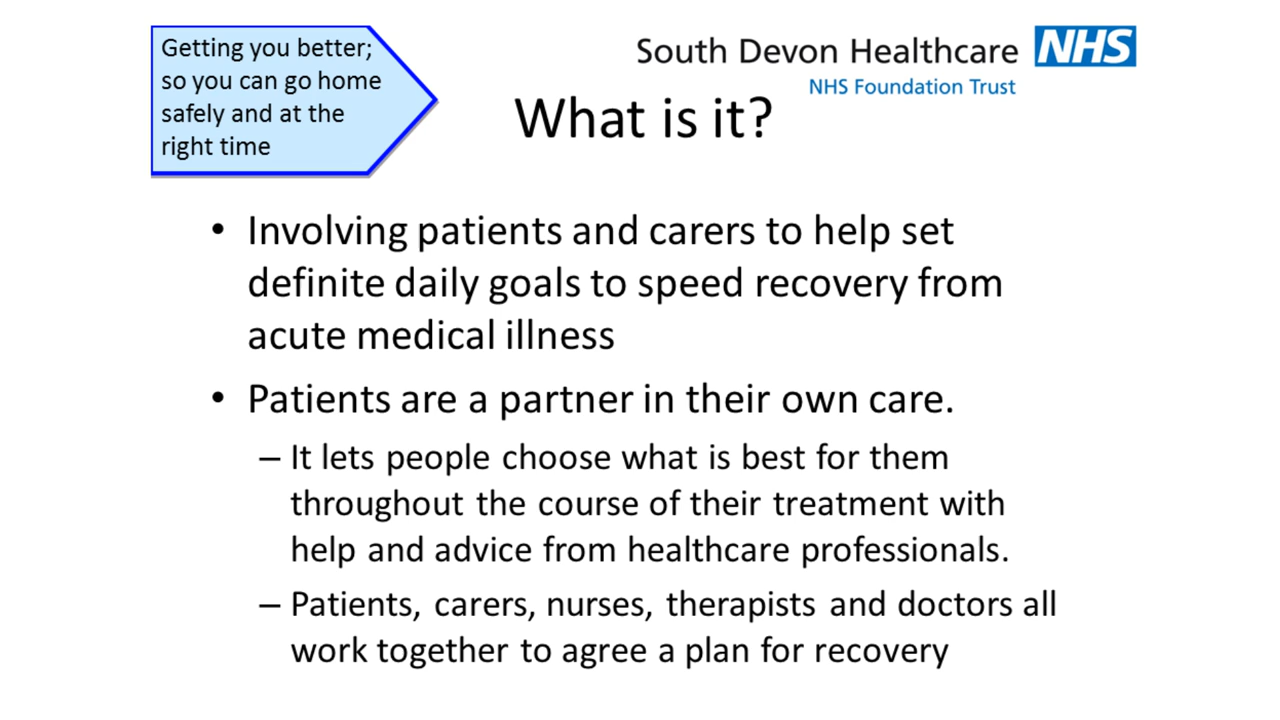 Getting you better;
so you can go home
safely and at the
right time
South Devon Healthcare NHS
NHS Foundation Trust
What is it?
• Involving patients and carers to help set
definite daily goals to speed recovery from
acute medical illness
• Patients are a partner in their own care.
– It lets people choose what is best for them
throughout the course of their treatment with
help and advice from healthcare professionals.
– Patients, carers, nurses, therapists and doctors all
work together to agree a plan for recovery